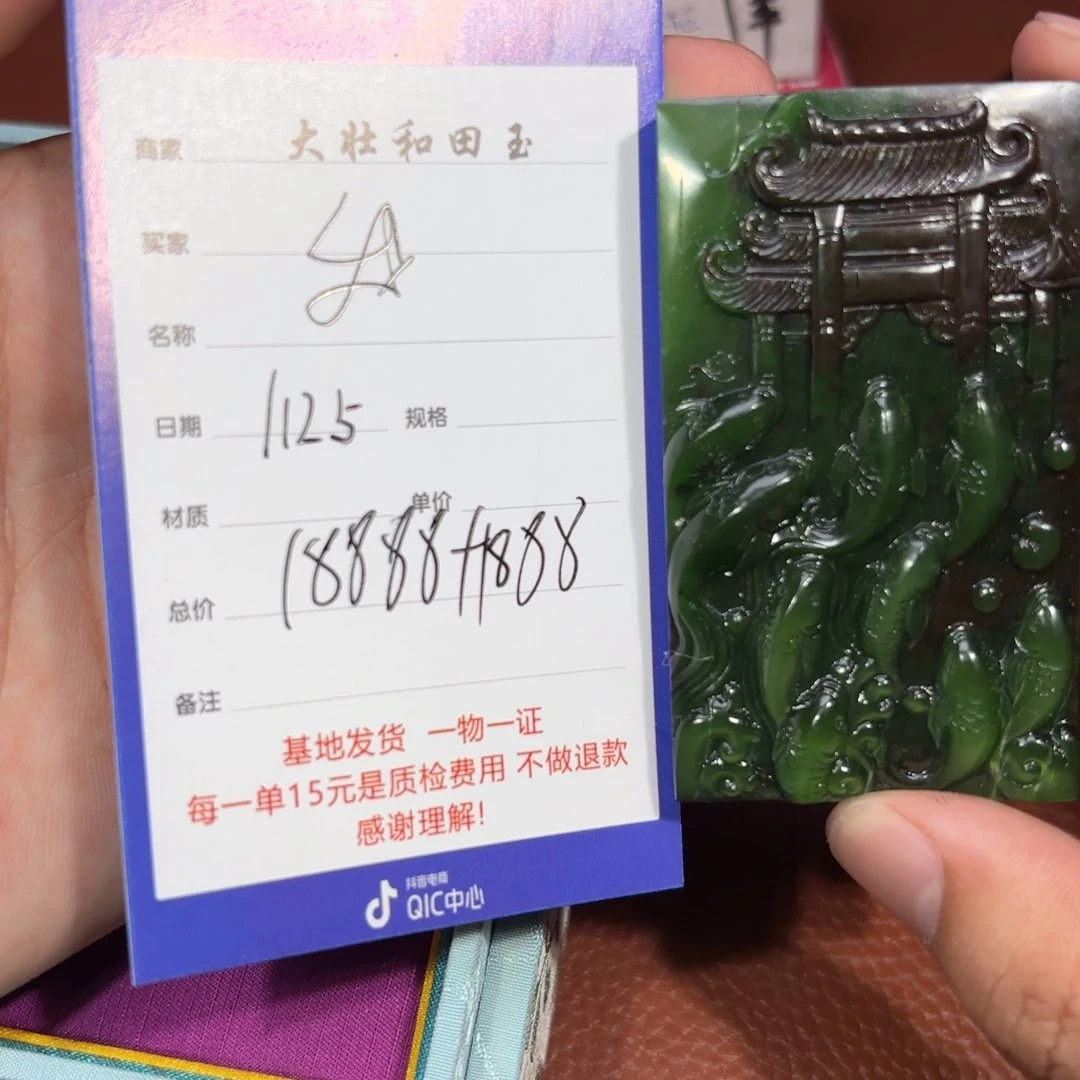 商家 大壮和田玉
买家
名称
日期 1125 规格
材质 单价
总价 18888+1888
备注
基地发货 一物一证
每一单15元是质检费用 不做退款
感谢理解!
抖音电商
QIC中心